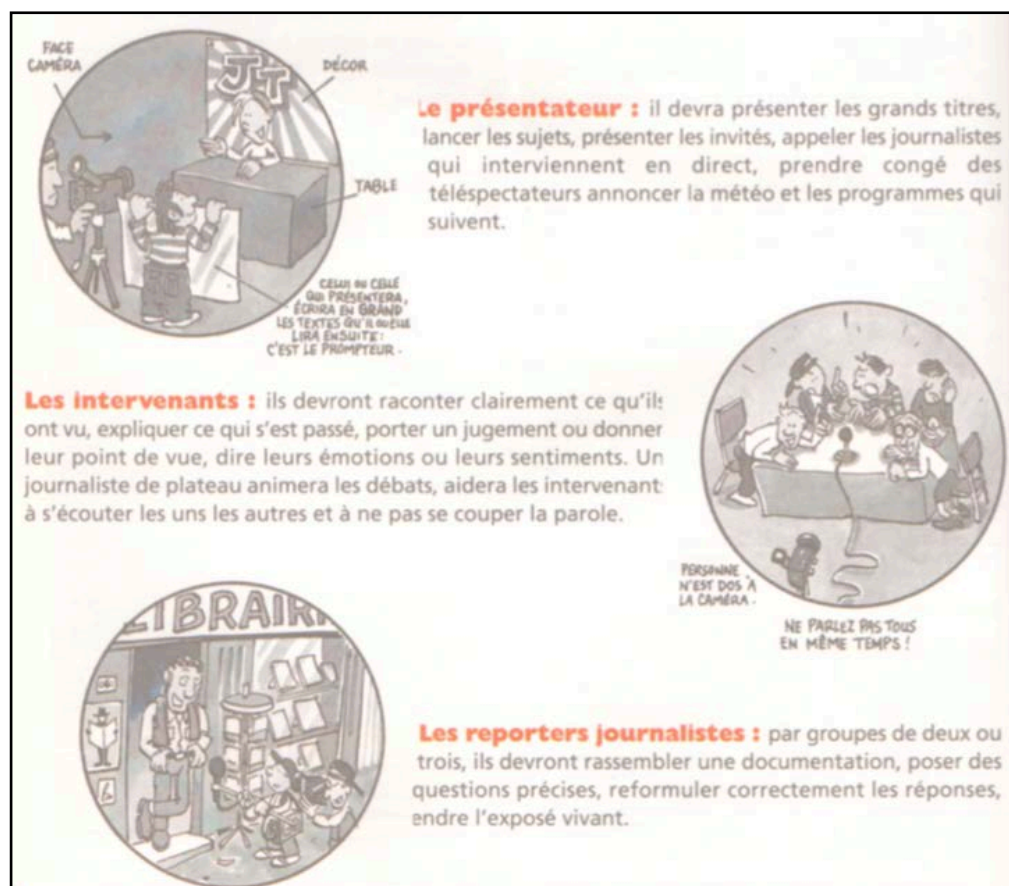 FACE
CAMÉRA
JT
DÉCOR
TABLE
CELUI OU CELLE
QUI PRÉSENTERA,
ÉCRIRA EN GRAND
LES TEXTES QU'IL OU ELLE
LIRA ENSUITE :
C'EST LE PROMPTEUR.
Le présentateur : il devra présenter les grands titres,
lancer les sujets, présenter les invités, appeler les journalistes
qui interviennent en direct, prendre congé des
téléspectateurs annoncer la météo et les programmes qui
suivent.
Les intervenants : ils devront raconter clairement ce qu'ils
ont vu, expliquer ce qui s'est passé, porter un jugement ou donner
leur point de vue, dire leurs émotions ou leurs sentiments. Un
journaliste de plateau animera les débats, aidera les intervenant
à s'écouter les uns les autres et à ne pas se couper la parole.
PERSONNE
N'EST DOS À
LA CAMÉRA.
NE PARLEZ PAS TOUS
EN MÊME TEMPS !
LIBRAIRI
Les reporters journalistes : par groupes de deux ou
trois, ils devront rassembler une documentation, poser des
questions précises, reformuler correctement les réponses,
endre l'exposé vivant.